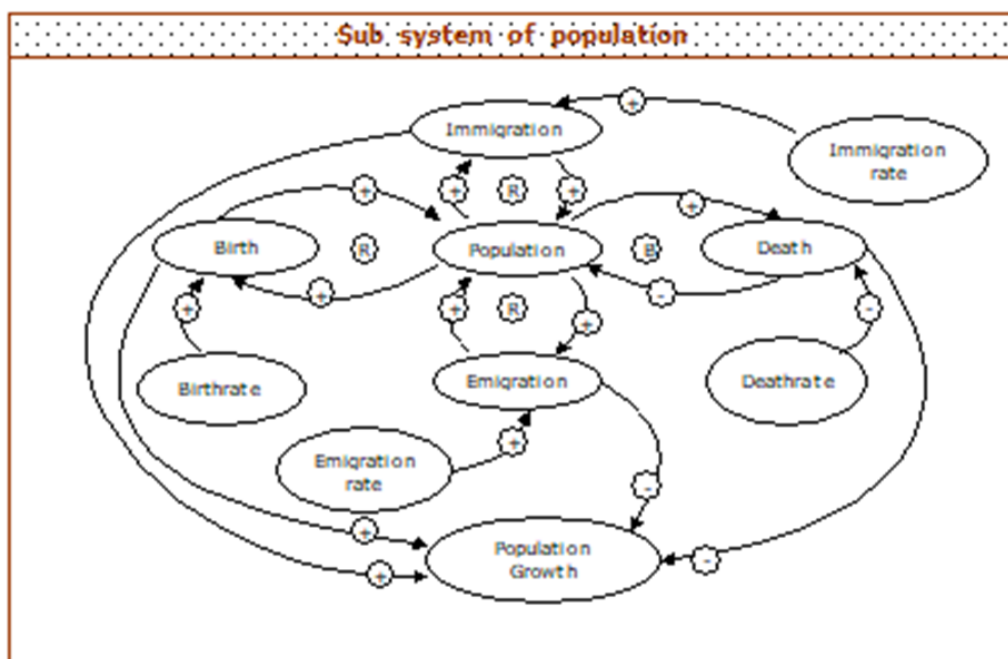 Sub system of population
+
Immigration
Immigration
rate
+
+
R
+
+
Birth
R
Population
B
Death
+
-
+
+
R
+
-
Birthrate
Emigration
Deathrate
+
Emigration
rate
-
+
Population
Growth
-
+